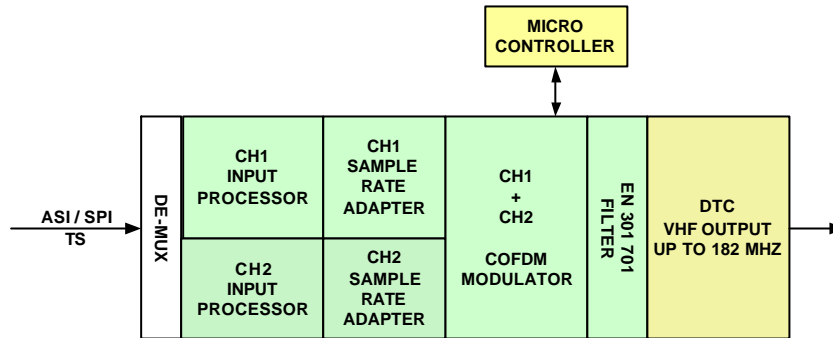 MICRO
CONTROLLER
ASI / SPI
TS
DE-MUX
CH1
INPUT
PROCESSOR
CH1
SAMPLE
RATE
ADAPTER
CH2
INPUT
PROCESSOR
CH2
SAMPLE
RATE
ADAPTER
CH1
+
CH2
COFDM
MODULATOR
EN 301 701
FILTER
DTC
VHF OUTPUT
UP TO 182 MHZ